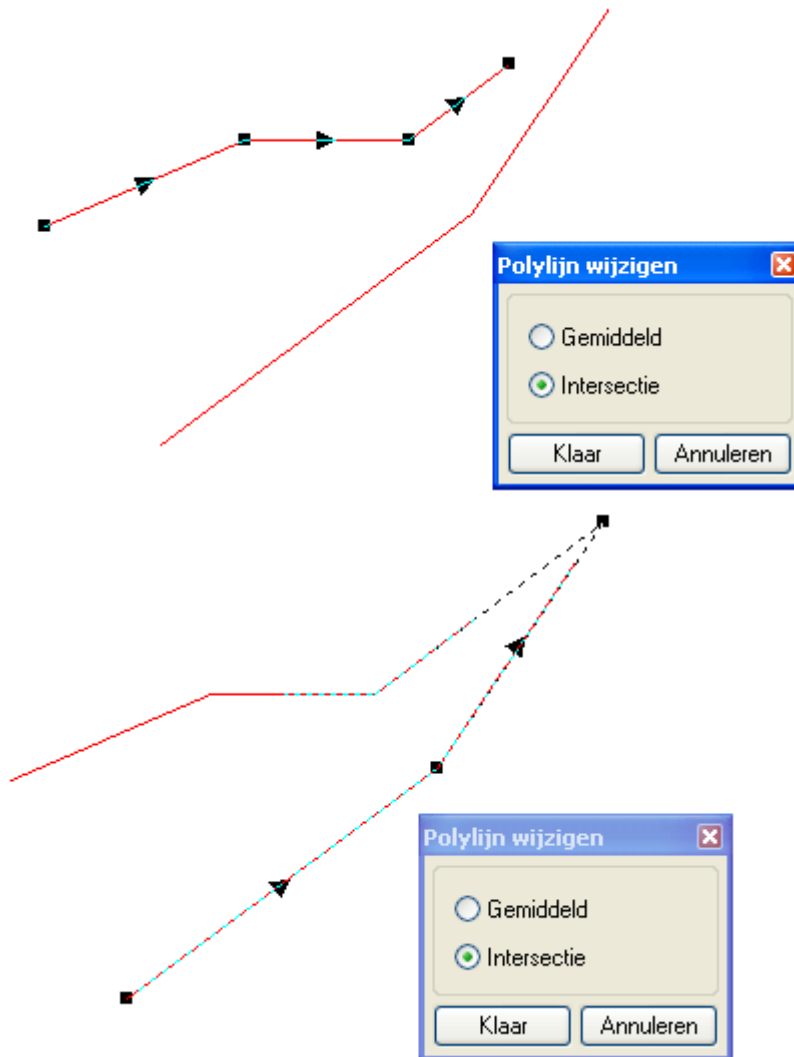 Polylijn wijzigen
Gemiddeld
Intersectie
Klaar Annuleren
Polylijn wijzigen
Gemiddeld
Intersectie
Klaar Annuleren